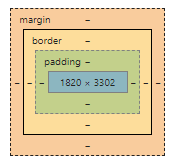 margin –
border –
padding –
– – – 1820 × 3302 – – –
–
–
–